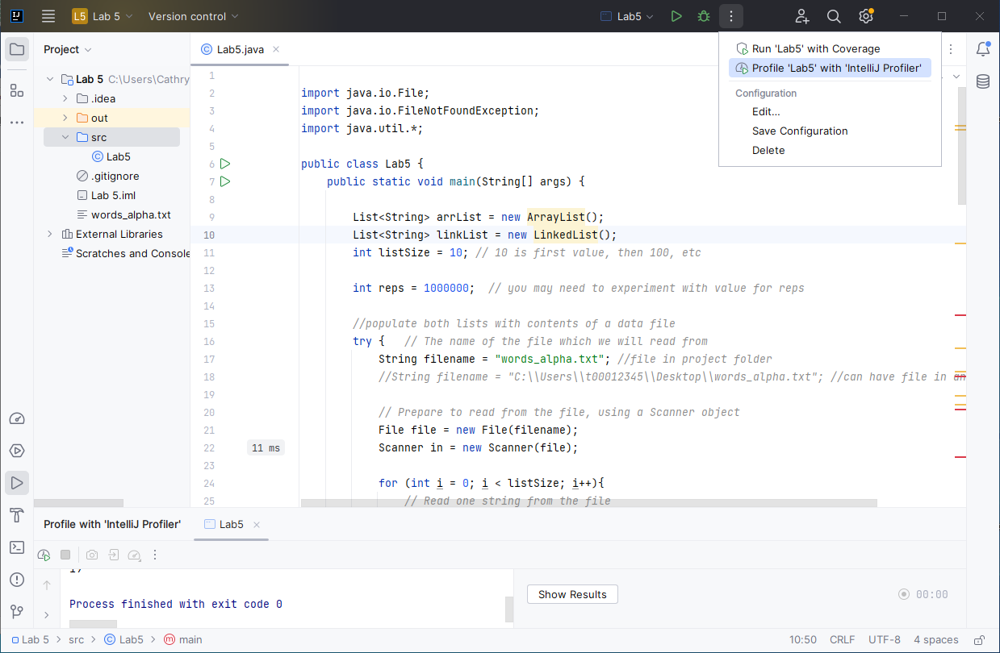 L5 Lab 5 Version control Lab5
Project
Lab5.java
Run 'Lab5' with Coverage
Profile 'Lab5' with 'IntelliJ Profiler'
Configuration
Edit...
Save Configuration
Delete
Lab 5 C:\Users\Cathry
.idea
out
src
Lab5
.gitignore
Lab 5.iml
words_alpha.txt
External Libraries
Scratches and Console
1
2 import java.io.File;
3 import java.io.FileNotFoundException;
4 import java.util.*;
5
6 public class Lab5 {
7 public static void main(String[] args) {
8
9 List<String> arrList = new ArrayList();
10 List<String> linkList = new LinkedList();
11 int listSize = 10; // 10 is first value, then 100, etc
12
13 int reps = 1000000; // you may need to experiment with value for reps
14
15 //populate both lists with contents of a data file
16 try { // The name of the file which we will read from
17 String filename = "words_alpha.txt"; //file in project folder
18 //String filename = "C:\\Users\\t00012345\\Desktop\\words_alpha.txt"; //can have file in an
19
20 // Prepare to read from the file, using a Scanner object
21 File file = new File(filename);
22 11 ms Scanner in = new Scanner(file);
23
24 for (int i = 0; i < listSize; i++){
25 // Read one string from the file
Profile with 'IntelliJ Profiler' Lab5
Process finished with exit code 0
Show Results 00:00
Lab 5 > src > Lab5 > main 10:50 CRLF UTF-8 4 spaces